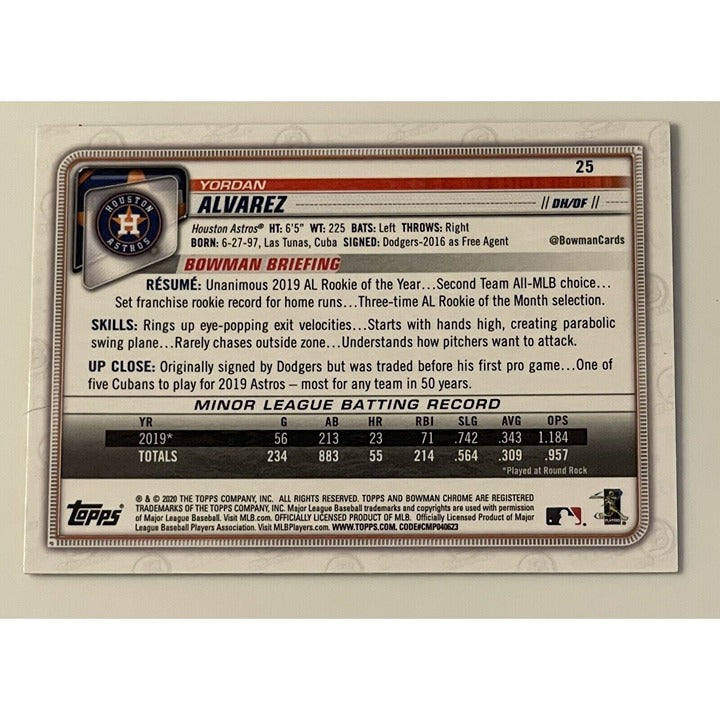 25
YORDAN
ALVAREZ // DH/OF //
Houston Astros® HT: 6'5" WT: 225 BATS: Left THROWS: Right
BORN: 6-27-97, Las Tunas, Cuba SIGNED: Dodgers-2016 as Free Agent @BowmanCards
HOUSTON
H
ASTROS
BOWMAN BRIEFING
RÉSUMÉ: Unanimous 2019 AL Rookie of the Year...Second Team All-MLB choice...
Set franchise rookie record for home runs...Three-time AL Rookie of the Month selection.
SKILLS: Rings up eye-popping exit velocities...Starts with hands high, creating parabolic
swing plane...Rarely chases outside zone...Understands how pitchers want to attack.
UP CLOSE: Originally signed by Dodgers but was traded before his first pro game...One of
five Cubans to play for 2019 Astros – most for any team in 50 years.
MINOR LEAGUE BATTING RECORD
YR G AB HR RBI SLG AVG OPS
2019* 56 213 23 71 .742 .343 1.184
TOTALS 234 883 55 214 .564 .309 .957
*Played at Round Rock
Topps
® & © 2020 THE TOPPS COMPANY, INC. ALL RIGHTS RESERVED. TOPPS AND BOWMAN CHROME ARE REGISTERED
TRADEMARKS OF THE TOPPS COMPANY, INC. Major League Baseball trademarks and copyrights are used with permission
of Major League Baseball. Visit MLB.com. OFFICIALLY LICENSED PRODUCT OF MLB. Officially Licensed Product of Major
League Baseball Players Association. Visit MLBPlayers.com. WWW.TOPPS.COM. CODE#CMP040623